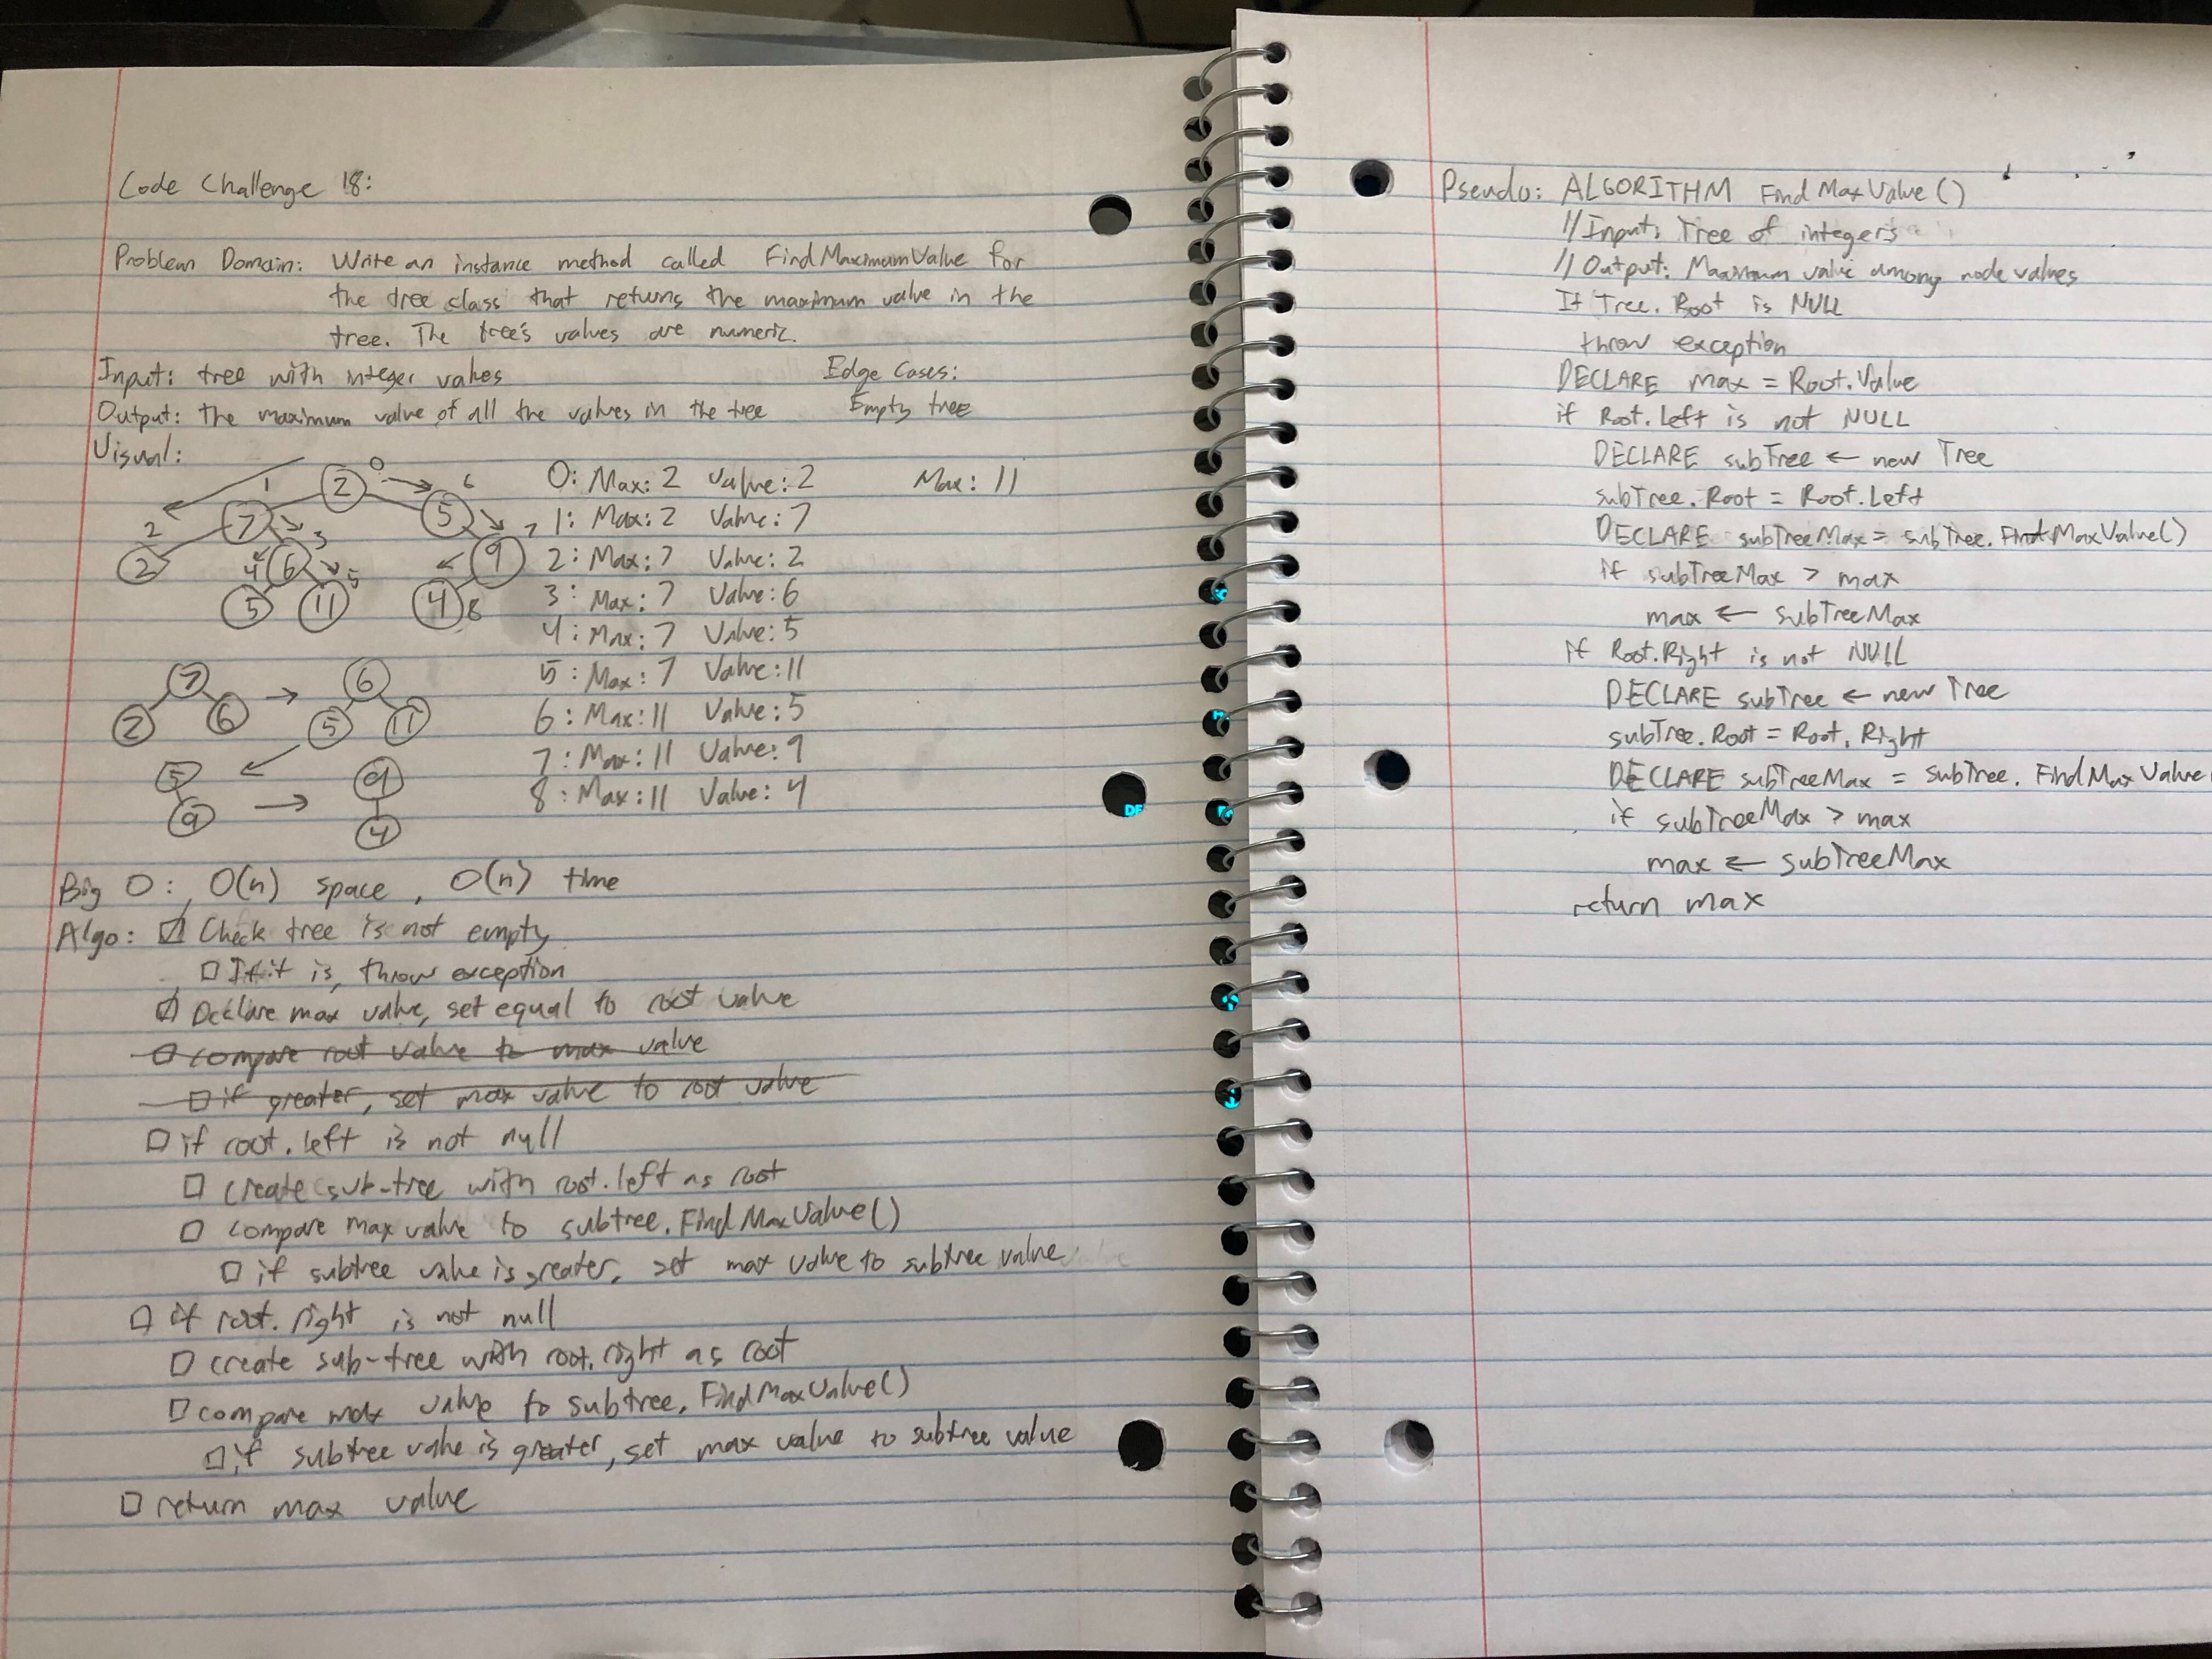 Code Challenge 18:
Problem Domain: Write an instance method called FindMaximumValue for
the tree class that returns the maximum value in the
tree. The tree's values are numeric.
Input: tree with integer values
Edge Cases:
Output: the maximum value of all the values in the tree
Empty tree
Visual:
0
1
2
6
2
7
5
7
3
2
4
6
5
9
5
11
4
8
0: Max: 2 Value: 2
Max: 11
1: Max: 2 Value: 7
2: Max: 7 Value: 2
3: Max: 7 Value: 6
4: Max: 7 Value: 5
5: Max: 7 Value: 11
6: Max: 11 Value: 5
7: Max: 11 Value: 9
8: Max: 11 Value: 4
7
2 6
6
5 11
5
9
9
4
Big O: O(n) space, O(n) time
Algo: Check tree is not empty
If it is, throw exception
Declare max value, set equal to root value
compare root value to max value
if greater, set max value to root value
if root.left is not null
create sub-tree with root.left as root
compare max value to subtree.FindMaxValue()
if subtree value is greater, set max value to subtree value
if root.right is not null
create sub-tree with root.right as root
compare max value to subtree.FindMaxValue()
if subtree value is greater, set max value to subtree value
return max value
Pseudo: ALGORITHM FindMaxValue()
//Input: Tree of integers
//Output: Maximum value among node values
If Tree.Root is NULL
throw exception
DECLARE max = Root.Value
if Root.Left is not NULL
DECLARE subTree ← new Tree
subTree.Root = Root.Left
DECLARE subTreeMax = subTree.FindMaxValue()
if subTreeMax > max
max ← subTreeMax
if Root.Right is not NULL
DECLARE subTree ← new Tree
subTree.Root = Root.Right
DECLARE subTreeMax = subTree.FindMaxValue(
if subTreeMax > max
max ← subTreeMax
return max